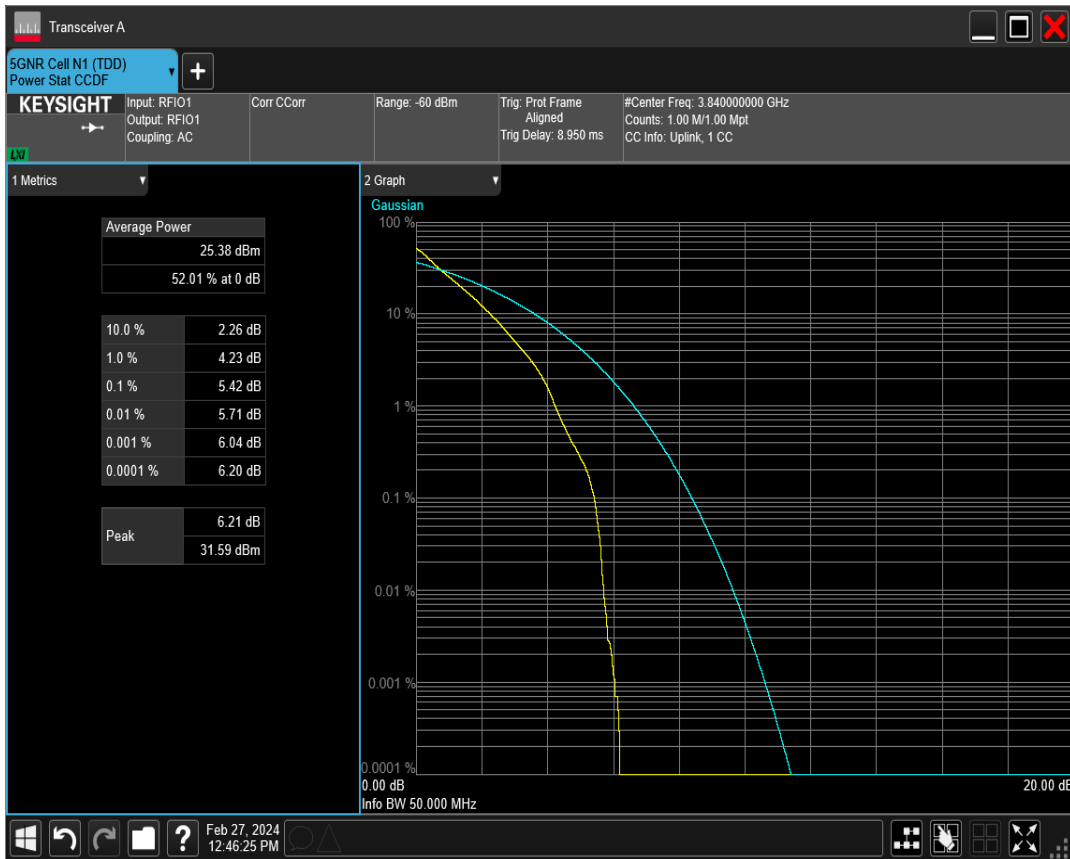 Transceiver A
5GNR Cell N1 (TDD)
Power Stat CCDF
+
KEYSIGHT
LXI
Input: RFIO1
Output: RFIO1
Coupling: AC
Corr CCorr
Range: -60 dBm
Trig: Prot Frame
Aligned
Trig Delay: 8.950 ms
#Center Freq: 3.840000000 GHz
Counts: 1.00 M/1.00 Mpt
CC Info: Uplink, 1 CC
1 Metrics
Average Power
25.38 dBm
52.01 % at 0 dB
10.0 % 2.26 dB
1.0 % 4.23 dB
0.1 % 5.42 dB
0.01 % 5.71 dB
0.001 % 6.04 dB
0.0001 % 6.20 dB
Peak
6.21 dB
31.59 dBm
2 Graph
Gaussian
100 %
10 %
1 %
0.1 %
0.01 %
0.001 %
0.0001 %
0.00 dB 20.00 dB
Info BW 50.000 MHz
?
Feb 27, 2024
12:46:25 PM